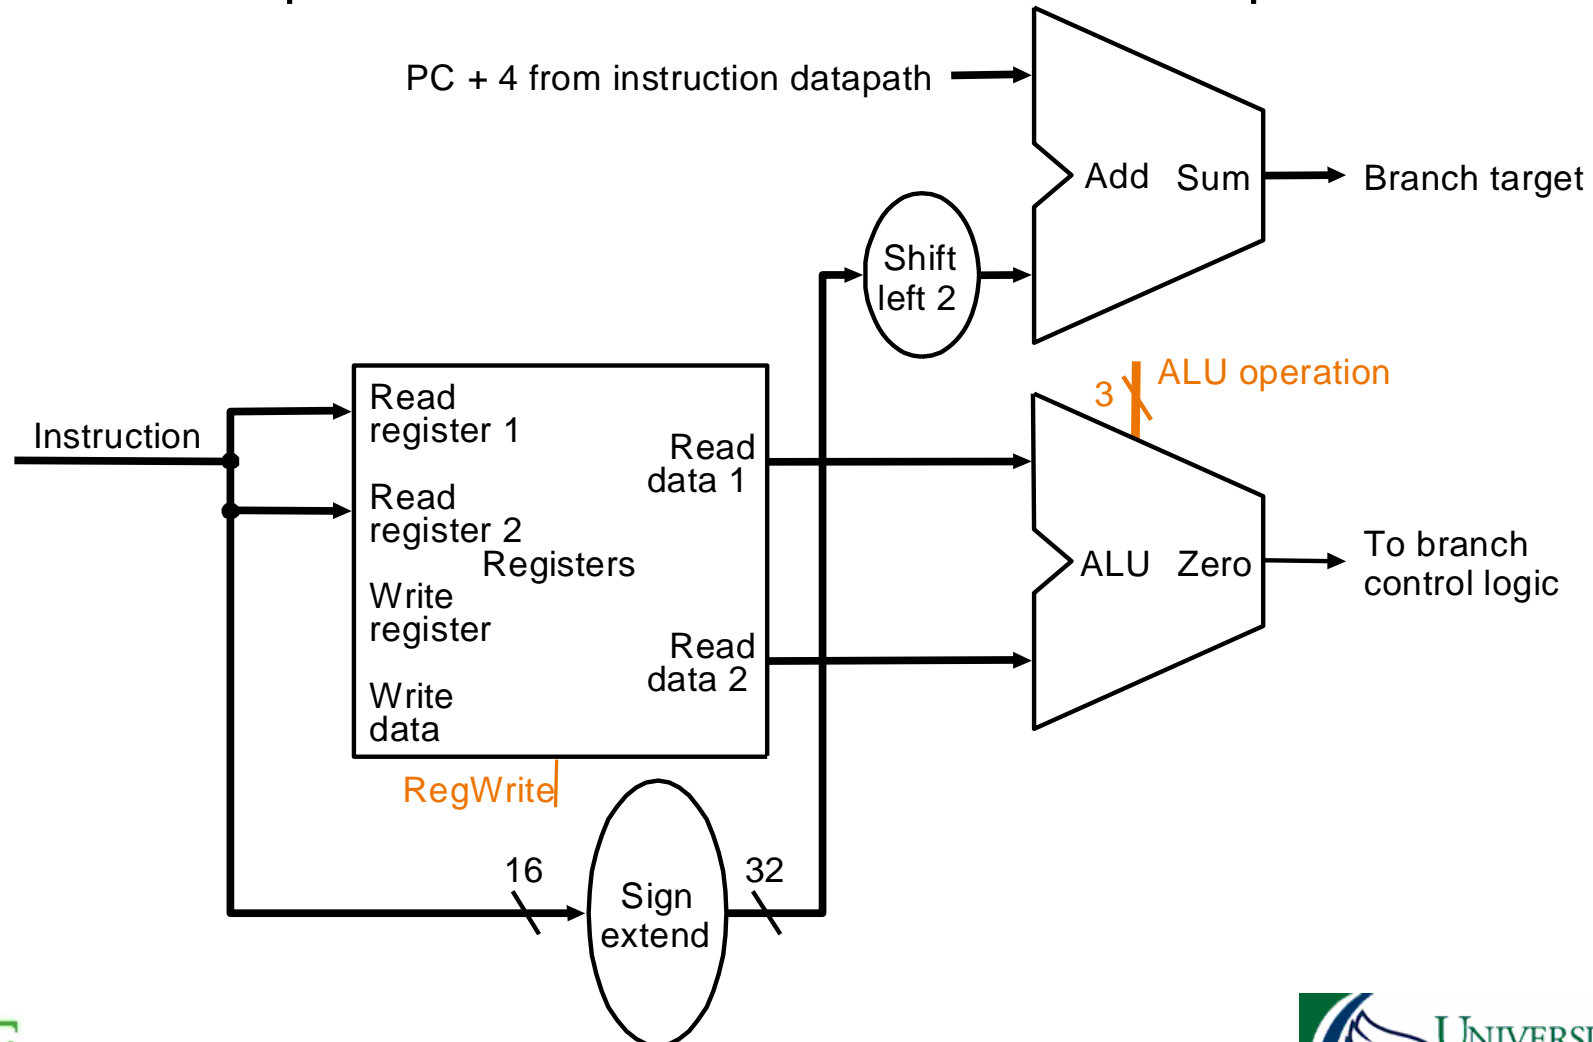 PC + 4 from instruction datapath
Add Sum
Branch target
Shift
left 2
3
ALU operation
Read
register 1
Instruction
Read
data 1
Read
register 2
Registers
ALU Zero
To branch
control logic
Write
register
Read
data 2
Write
data
RegWrite
16
32
Sign
extend